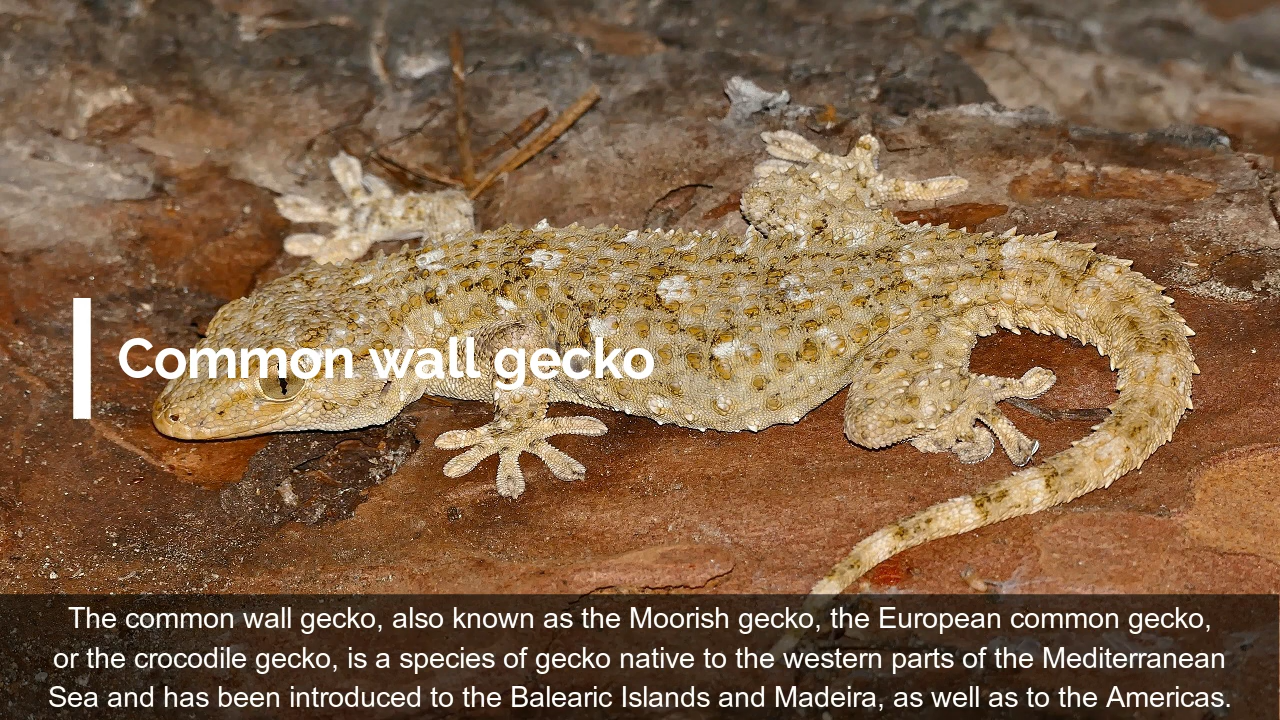 Common wall gecko
The common wall gecko, also known as the Moorish gecko, the European common gecko,
or the crocodile gecko, is a species of gecko native to the western parts of the Mediterranean
Sea and has been introduced to the Balearic Islands and Madeira, as well as to the Americas.